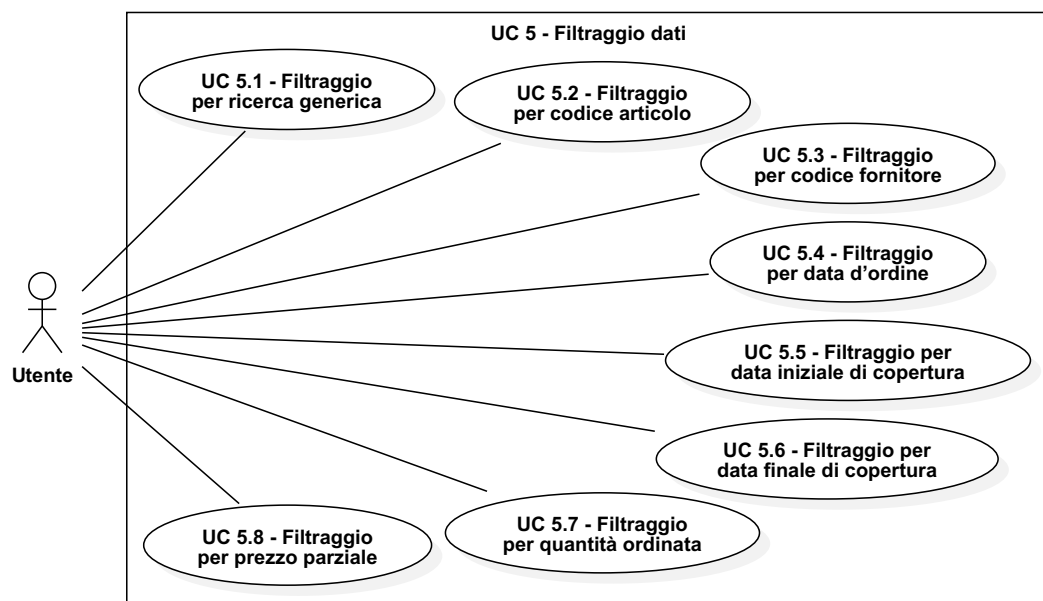 UC 5 - Filtraggio dati
UC 5.1 - Filtraggio
per ricerca generica
UC 5.2 - Filtraggio
per codice articolo
UC 5.3 - Filtraggio
per codice fornitore
UC 5.4 - Filtraggio
per data d’ordine
Utente
UC 5.5 - Filtraggio per
data iniziale di copertura
UC 5.6 - Filtraggio per
data finale di copertura
UC 5.7 - Filtraggio
per quantità ordinata
UC 5.8 - Filtraggio
per prezzo parziale